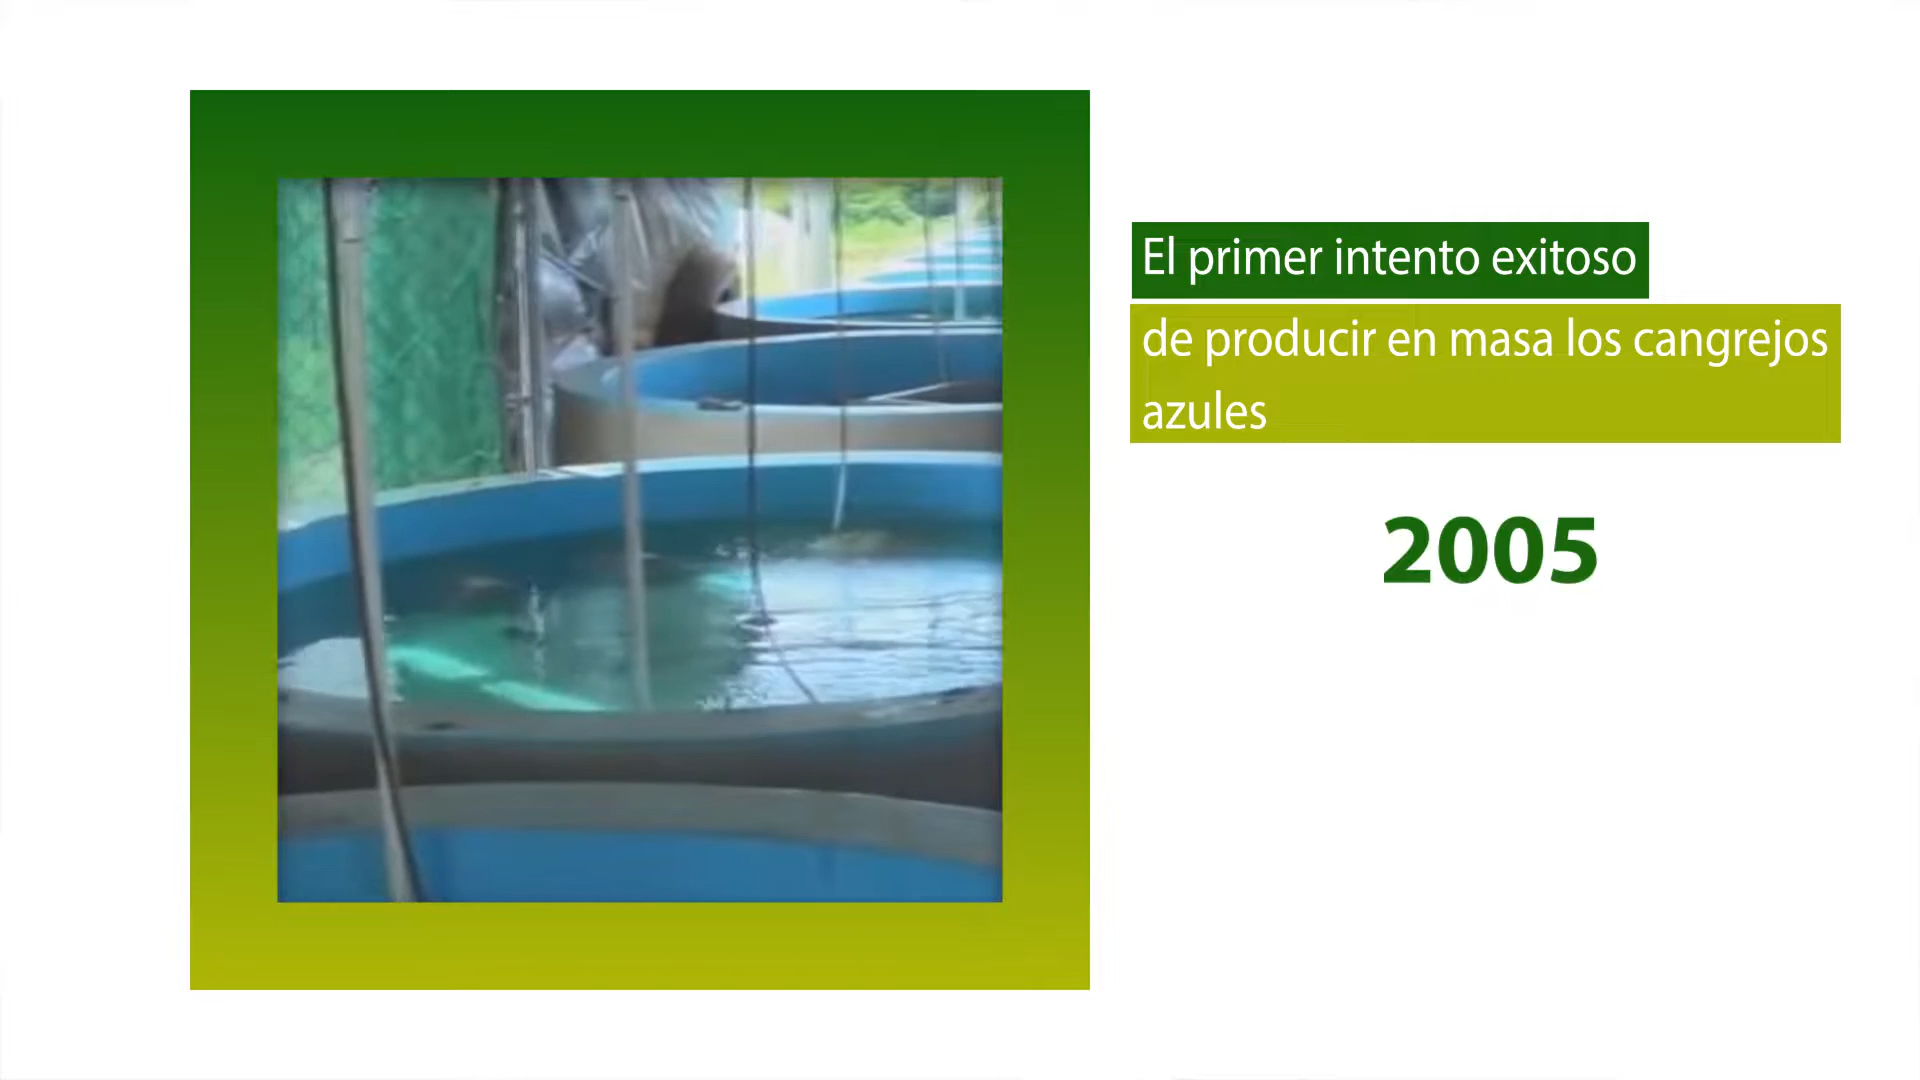 El primer intento exitoso
de producir en masa los cangrejos
azules
2005